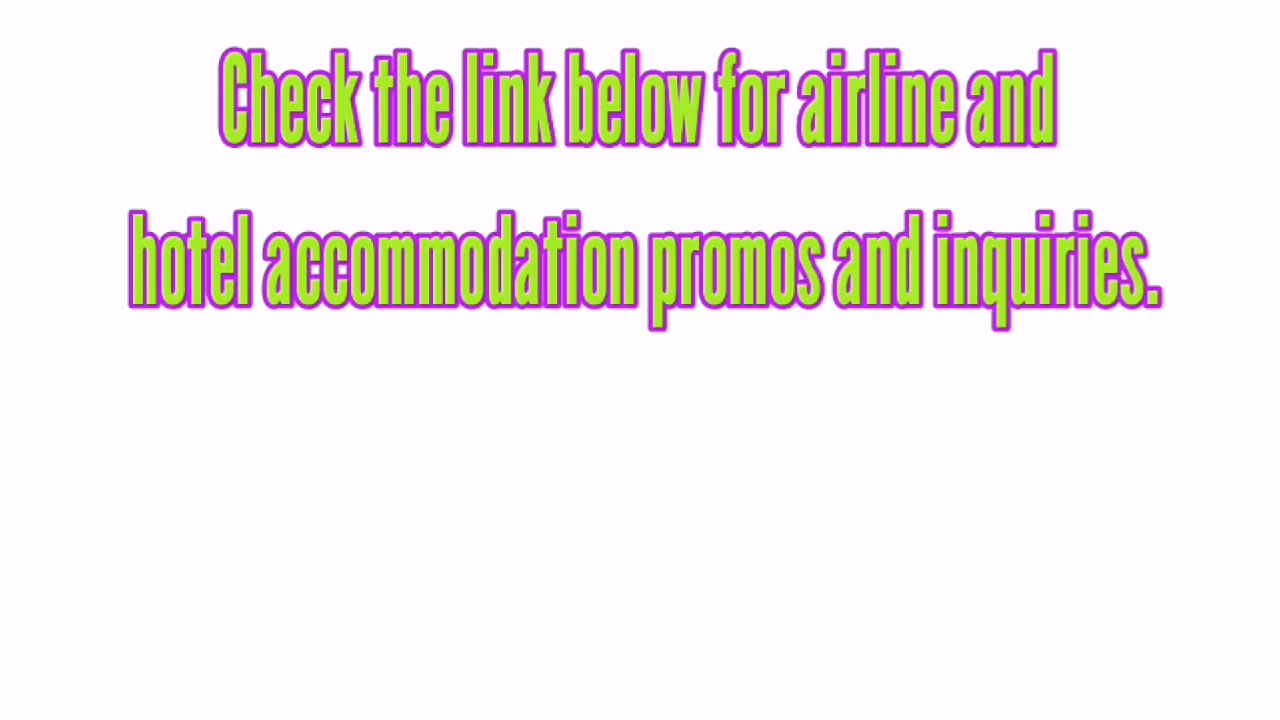 Check the link below for airline and
hotel accommodation promos and inquiries.